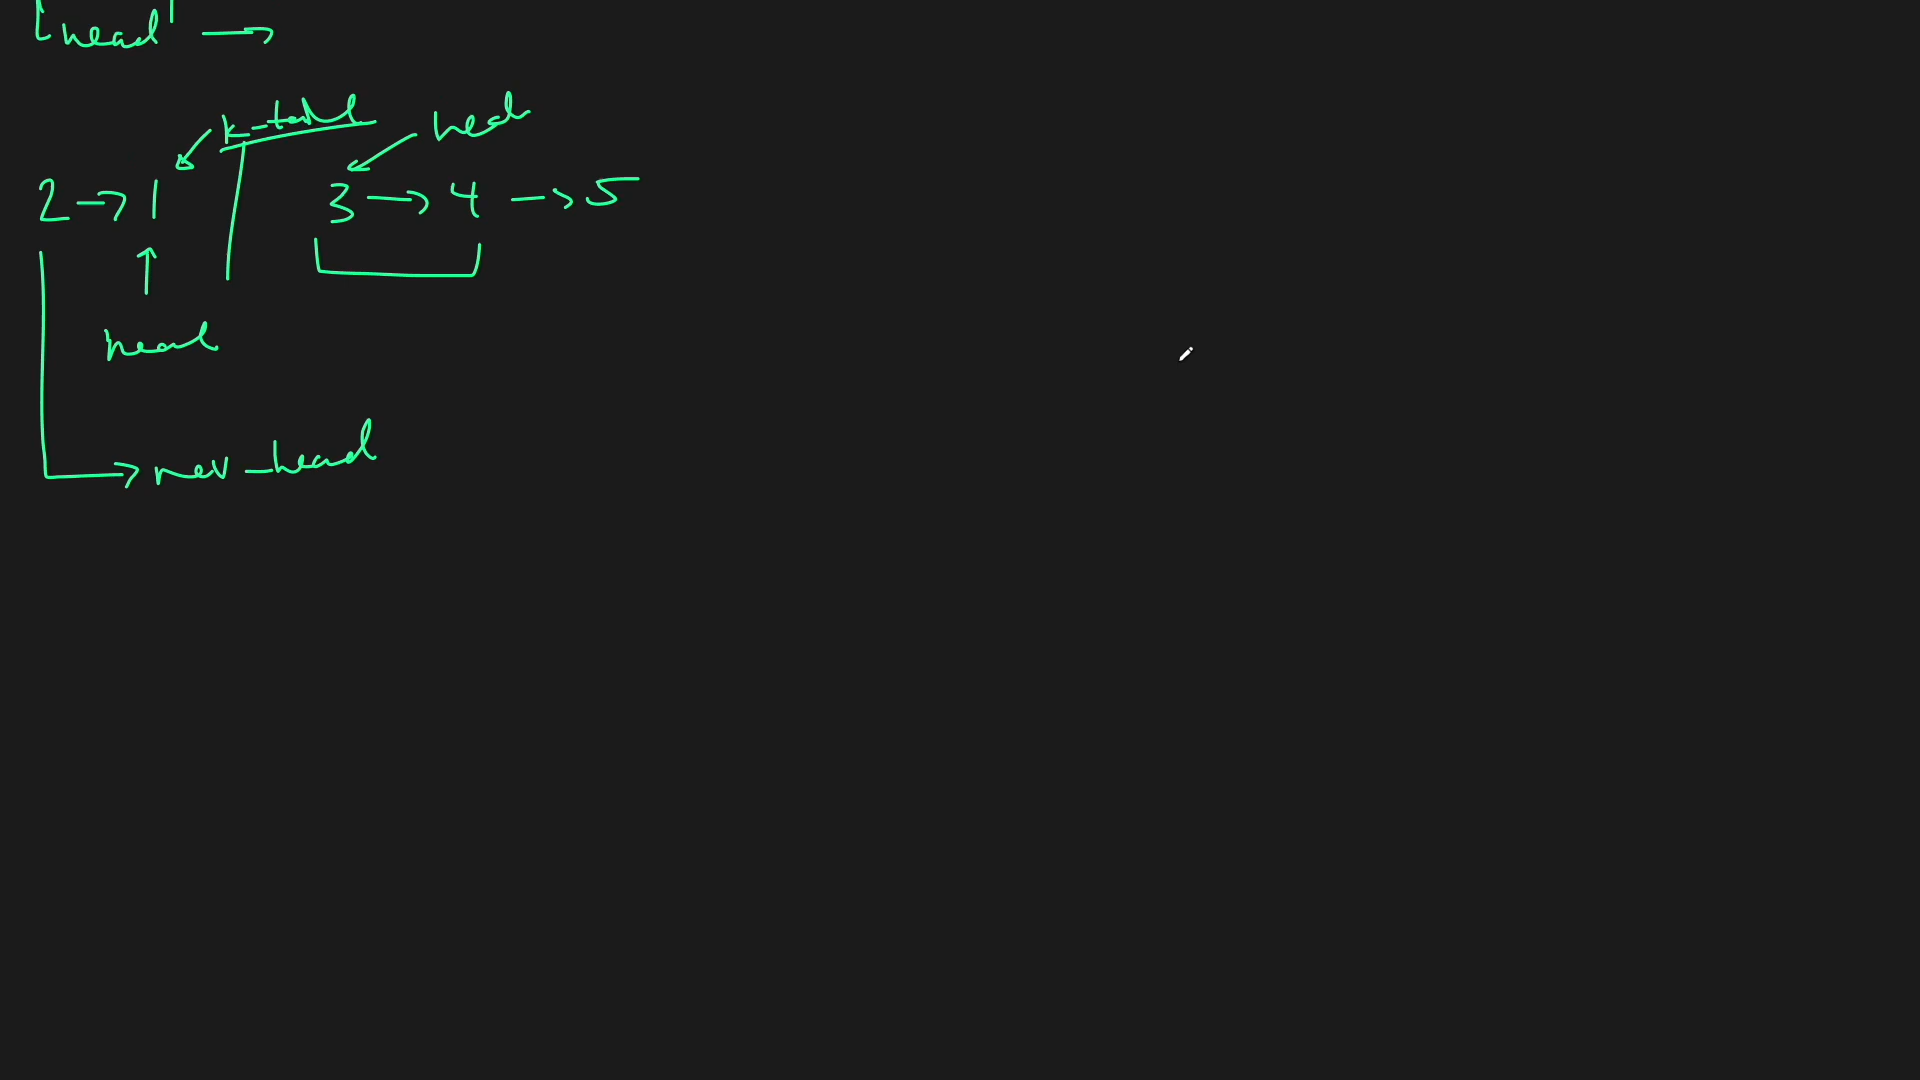 [head] →
k_tail head
2 → 1 3 → 4 → 5
head
→ rev_head